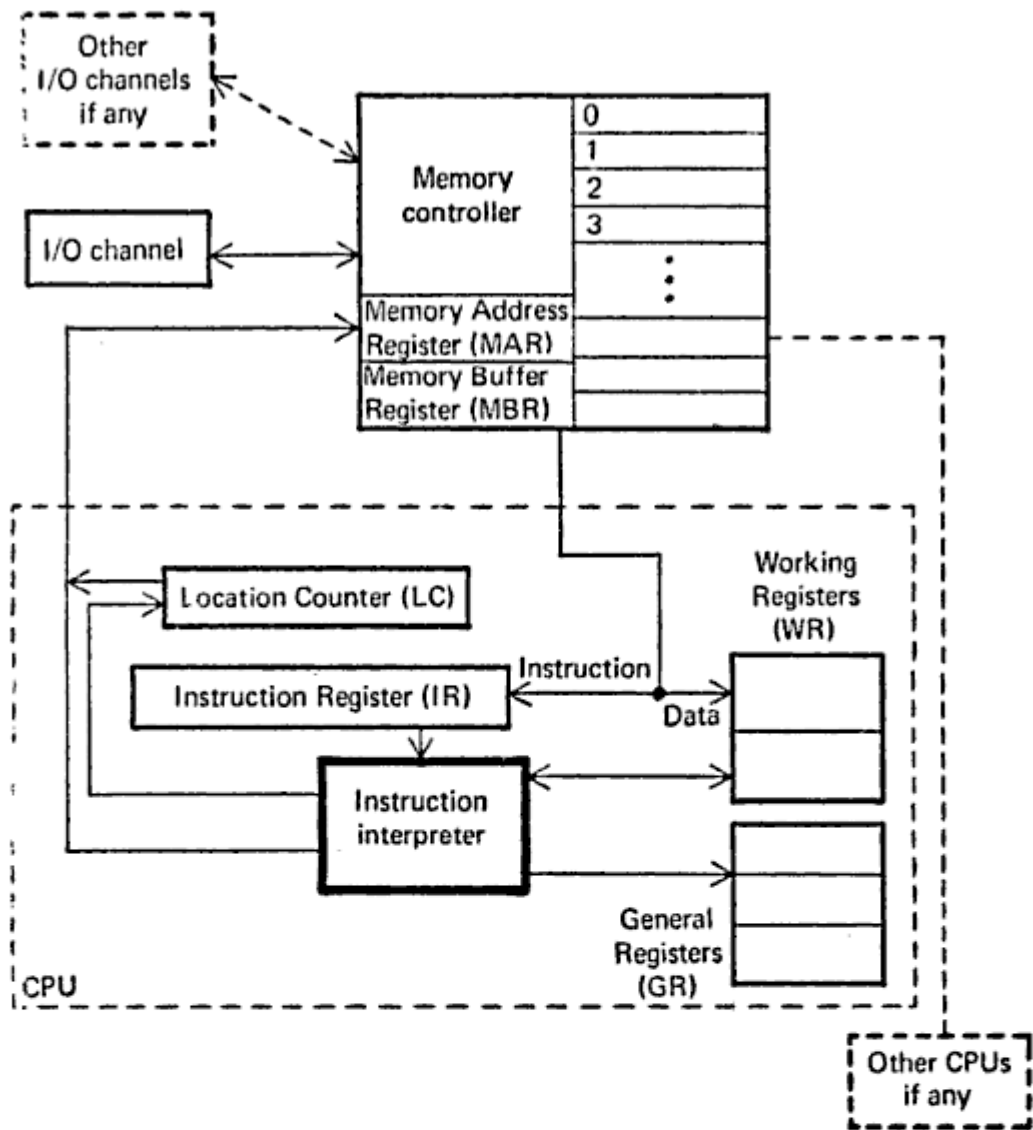 Other
I/O channels
if any
0
1
2
3
Memory
controller
I/O channel
Memory Address
Register (MAR)
Memory Buffer
Register (MBR)
Working
Registers
(WR)
Location Counter (LC)
Instruction
Instruction Register (IR)
Data
Instruction
interpreter
General
Registers
(GR)
CPU
Other CPUs
if any